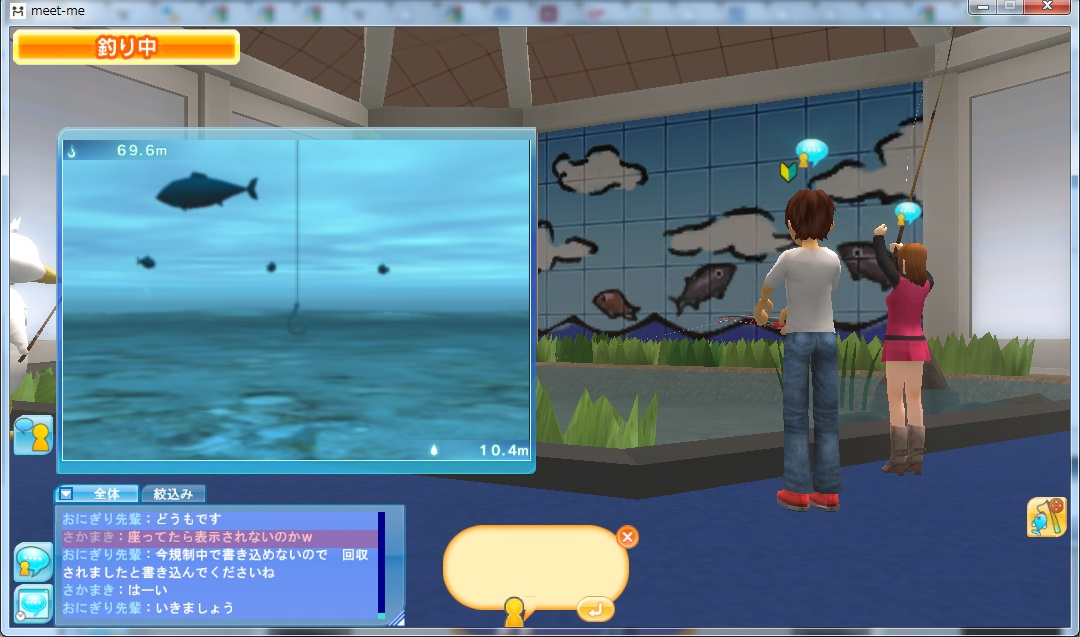 meet-me
釣り中
69.6m
10.4m
全体
絞込み
おにぎり先輩：どうもです
さかまき：座ってたら表示されないのかｗ
おにぎり先輩：今規制中で書き込めないので　回収
されましたと書き込んでくださいね
さかまき：はーい
おにぎり先輩：いきましょう